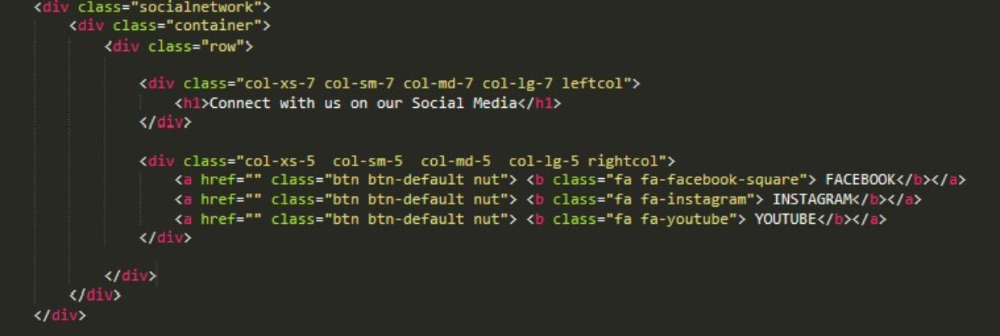 <div class="socialnetwork">
<div class="container">
<div class="row">
<div class="col-xs-7 col-sm-7 col-md-7 col-lg-7 leftcol">
<h1>Connect with us on our Social Media</h1>
</div>
<div class="col-xs-5  col-sm-5  col-md-5  col-lg-5 rightcol">
<a href="" class="btn btn-default nut"> <b class="fa fa-facebook-square"> FACEBOOK</b></a>
<a href="" class="btn btn-default nut"> <b class="fa fa-instagram"> INSTAGRAM</b></a>
<a href="" class="btn btn-default nut"> <b class="fa fa-youtube"> YOUTUBE</b></a>
</div>
</div>
</div>
</div>